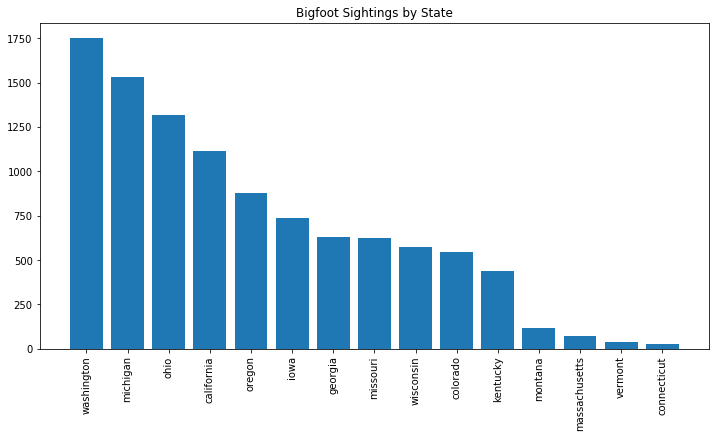 Bigfoot Sightings by State
1750
1500
1250
1000
750
500
250
0
washington
michigan
ohio
california
oregon
iowa
georgia
missouri
wisconsin
colorado
kentucky
montana
massachusetts
vermont
connecticut